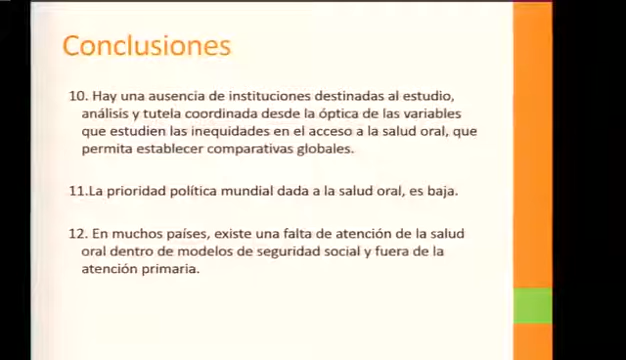 Conclusiones
10. Hay una ausencia de instituciones destinadas al estudio,
análisis y tutela coordinada desde la óptica de las variables
que estudien las inequidades en el acceso a la salud oral, que
permita establecer comparativas globales.
11.La prioridad política mundial dada a la salud oral, es baja.
12. En muchos países, existe una falta de atención de la salud
oral dentro de modelos de seguridad social y fuera de la
atención primaria.